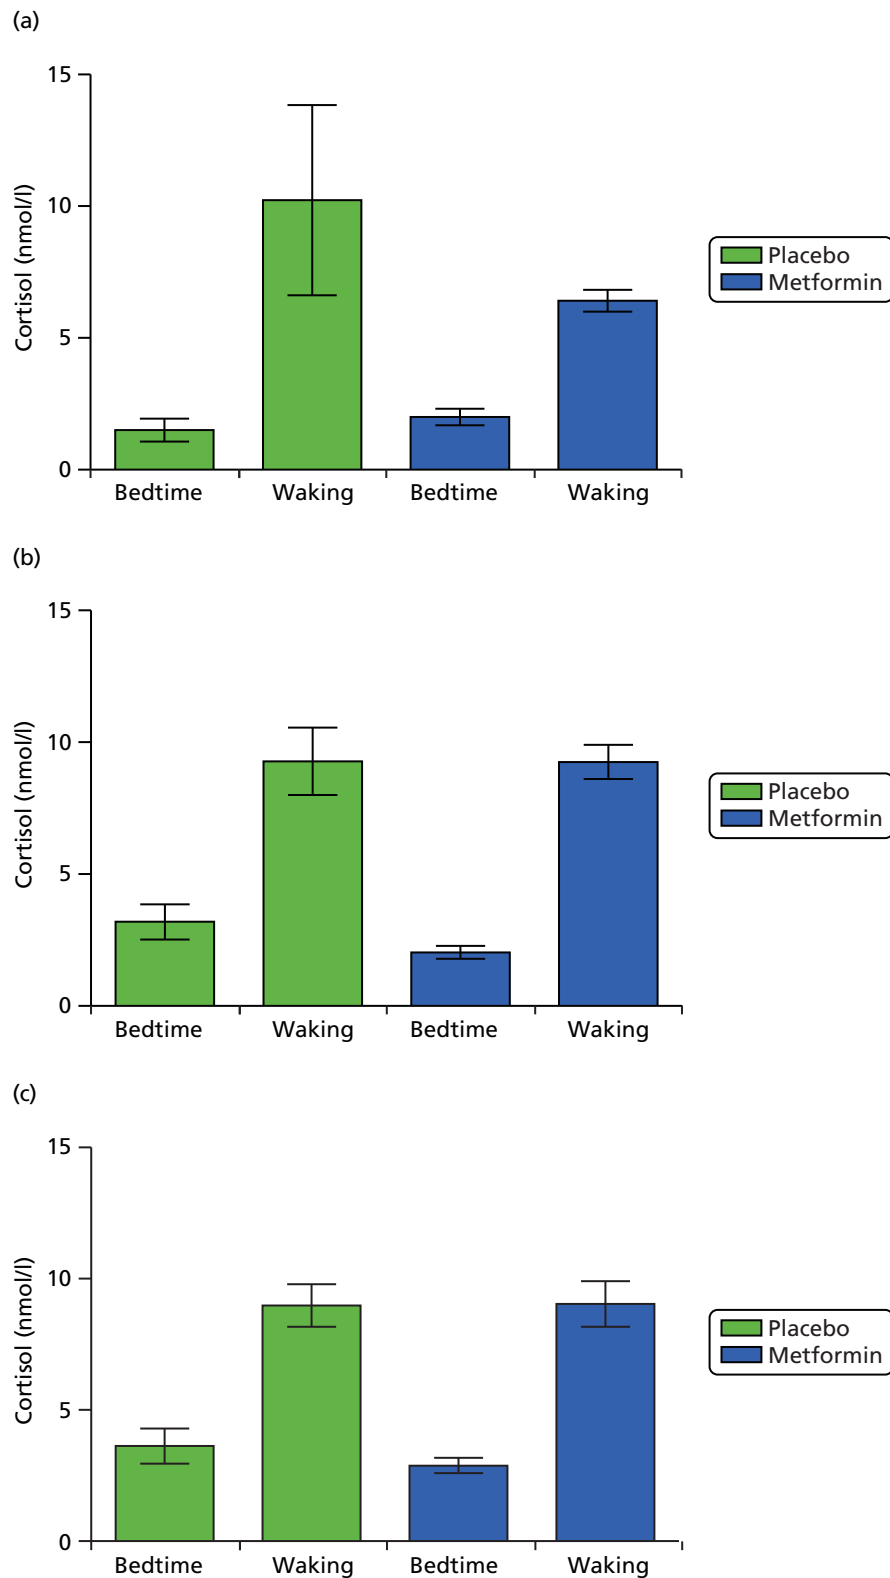 (a)
15
10
5
0
Cortisol (nmol/l)
Bedtime Waking Bedtime Waking
Placebo
Metformin
(b)
15
10
5
0
Cortisol (nmol/l)
Bedtime Waking Bedtime Waking
Placebo
Metformin
(c)
15
10
5
0
Cortisol (nmol/l)
Bedtime Waking Bedtime Waking
Placebo
Metformin